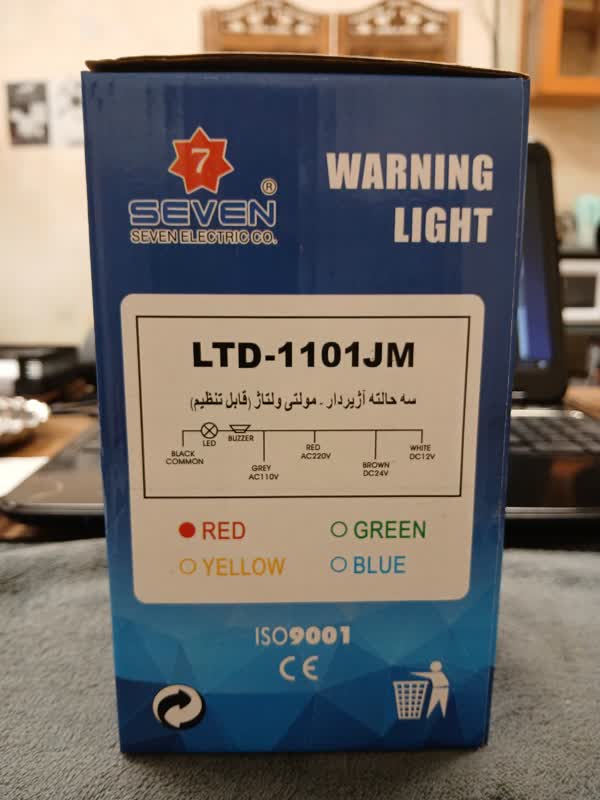 7
SEVEN®
SEVEN ELECTRIC CO.
WARNING
LIGHT
LTD-1101JM
سه حالته آژیردار - مولتی ولتاژ (قابل تنظیم)
BLACK
COMMON
LED
BUZZER
GREY
AC110V
RED
AC220V
BROWN
DC24V
WHITE
DC12V
RED
GREEN
YELLOW
BLUE
ISO9001
CE